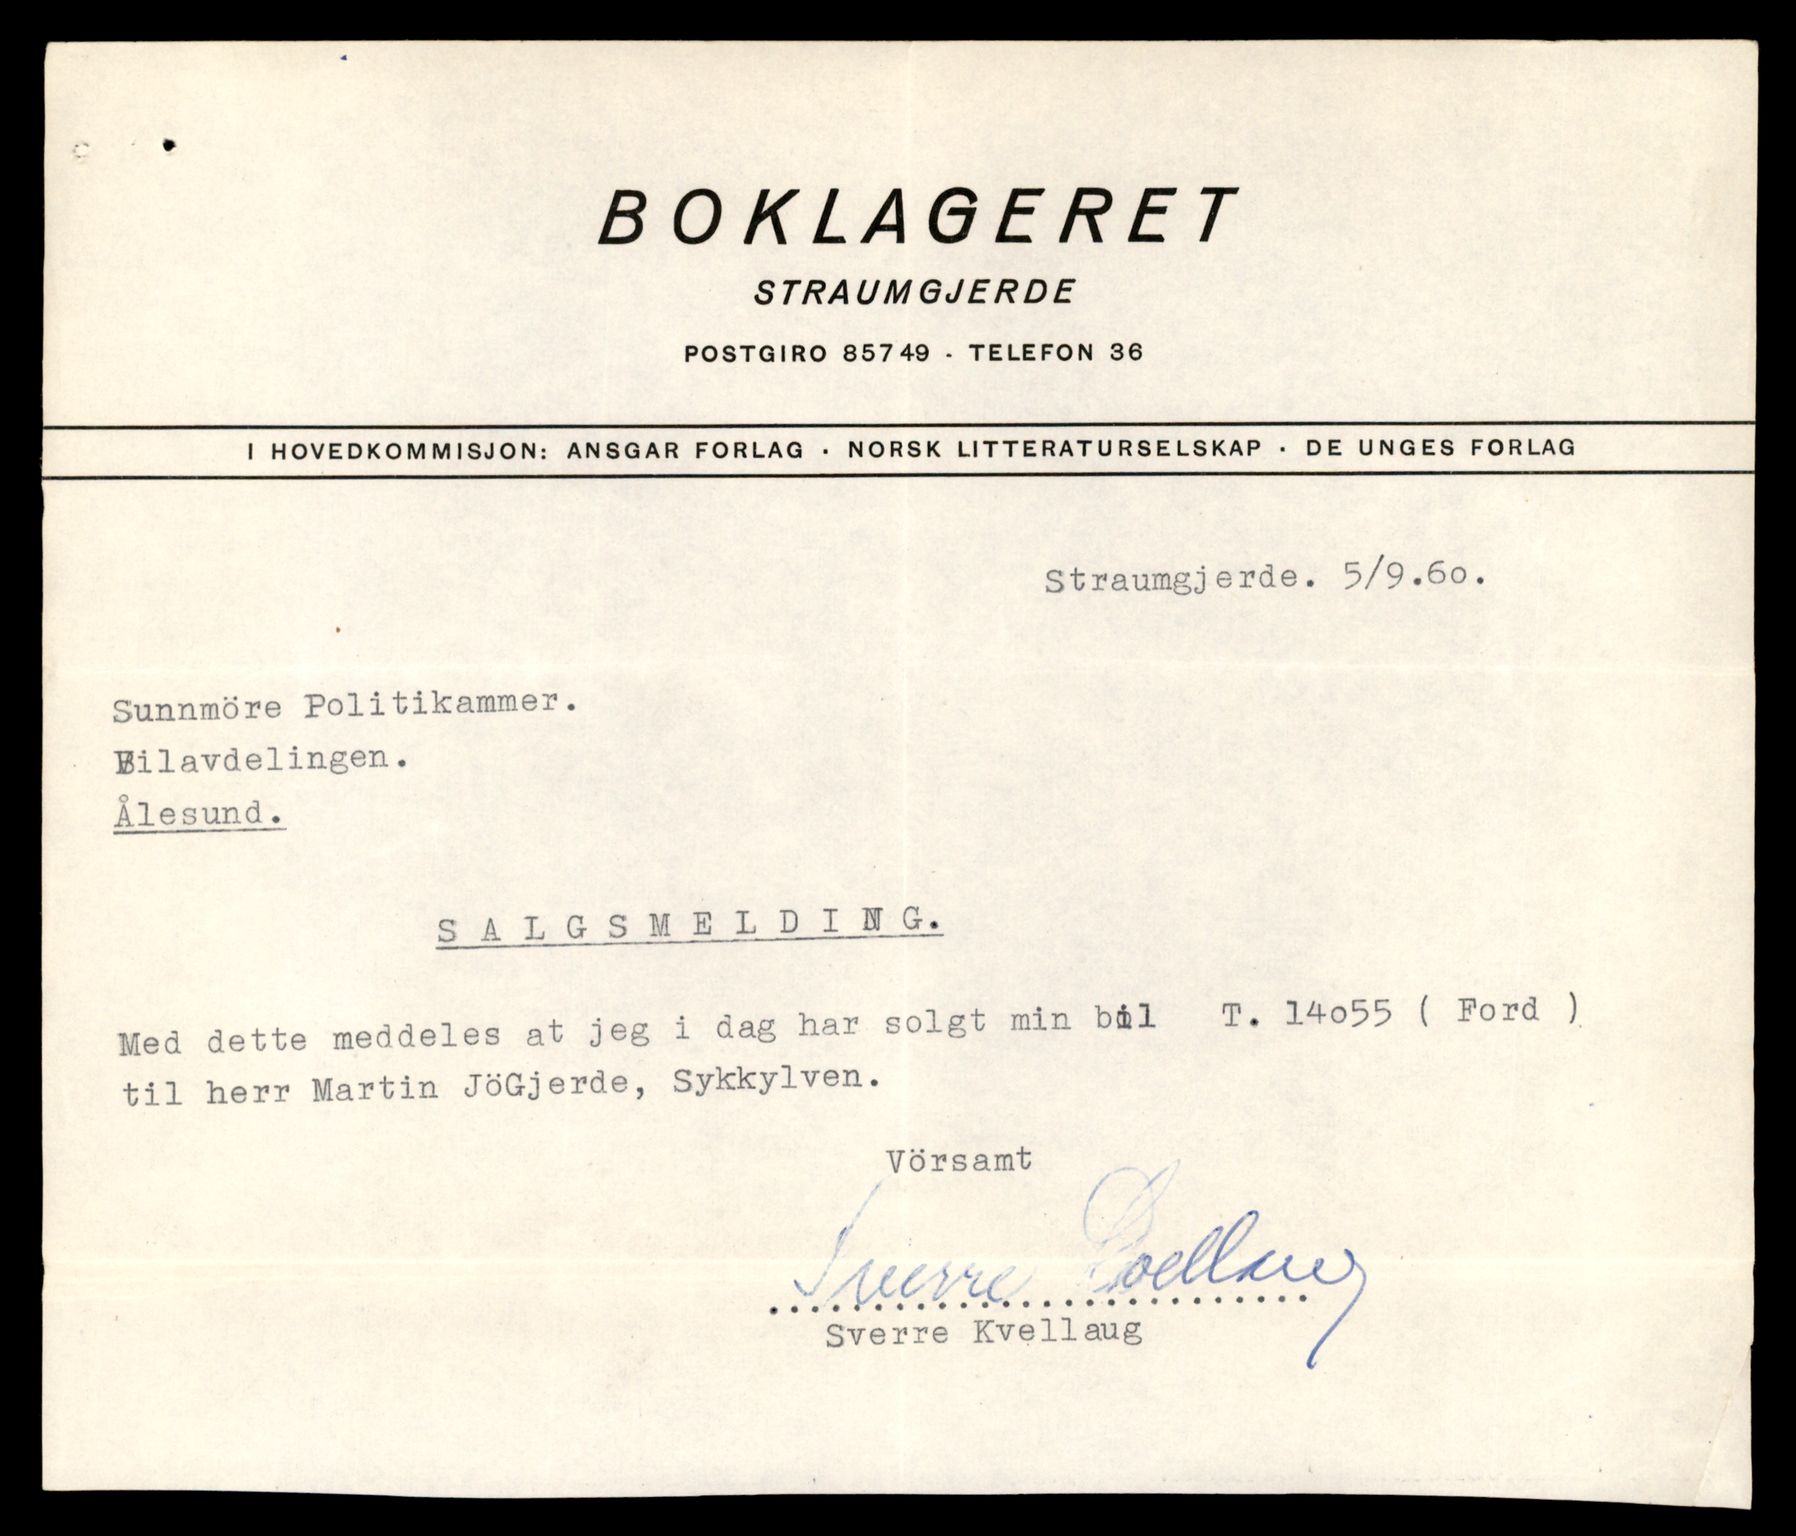 BOKLAGERET
STRAUMGJERDE
POSTGIRO 85749 - TELEFON 36
I HOVEDKOMMISJON: ANSGAR FORLAG · NORSK LITTERATURSELSKAP · DE UNGES FORLAG
Straumgjerde. 5/9.6o.
Sunnmöre Politikammer.
Bilavdelingen.
Ålesund.
S A L G S M E L D I N G.
Med dette meddeles at jeg i dag har solgt min bil T. 14o55 ( Ford )
til herr Martin JöGjerde, Sykkylven.
Vörsamt
Sverre Kvellaug
Sverre Kvellaug